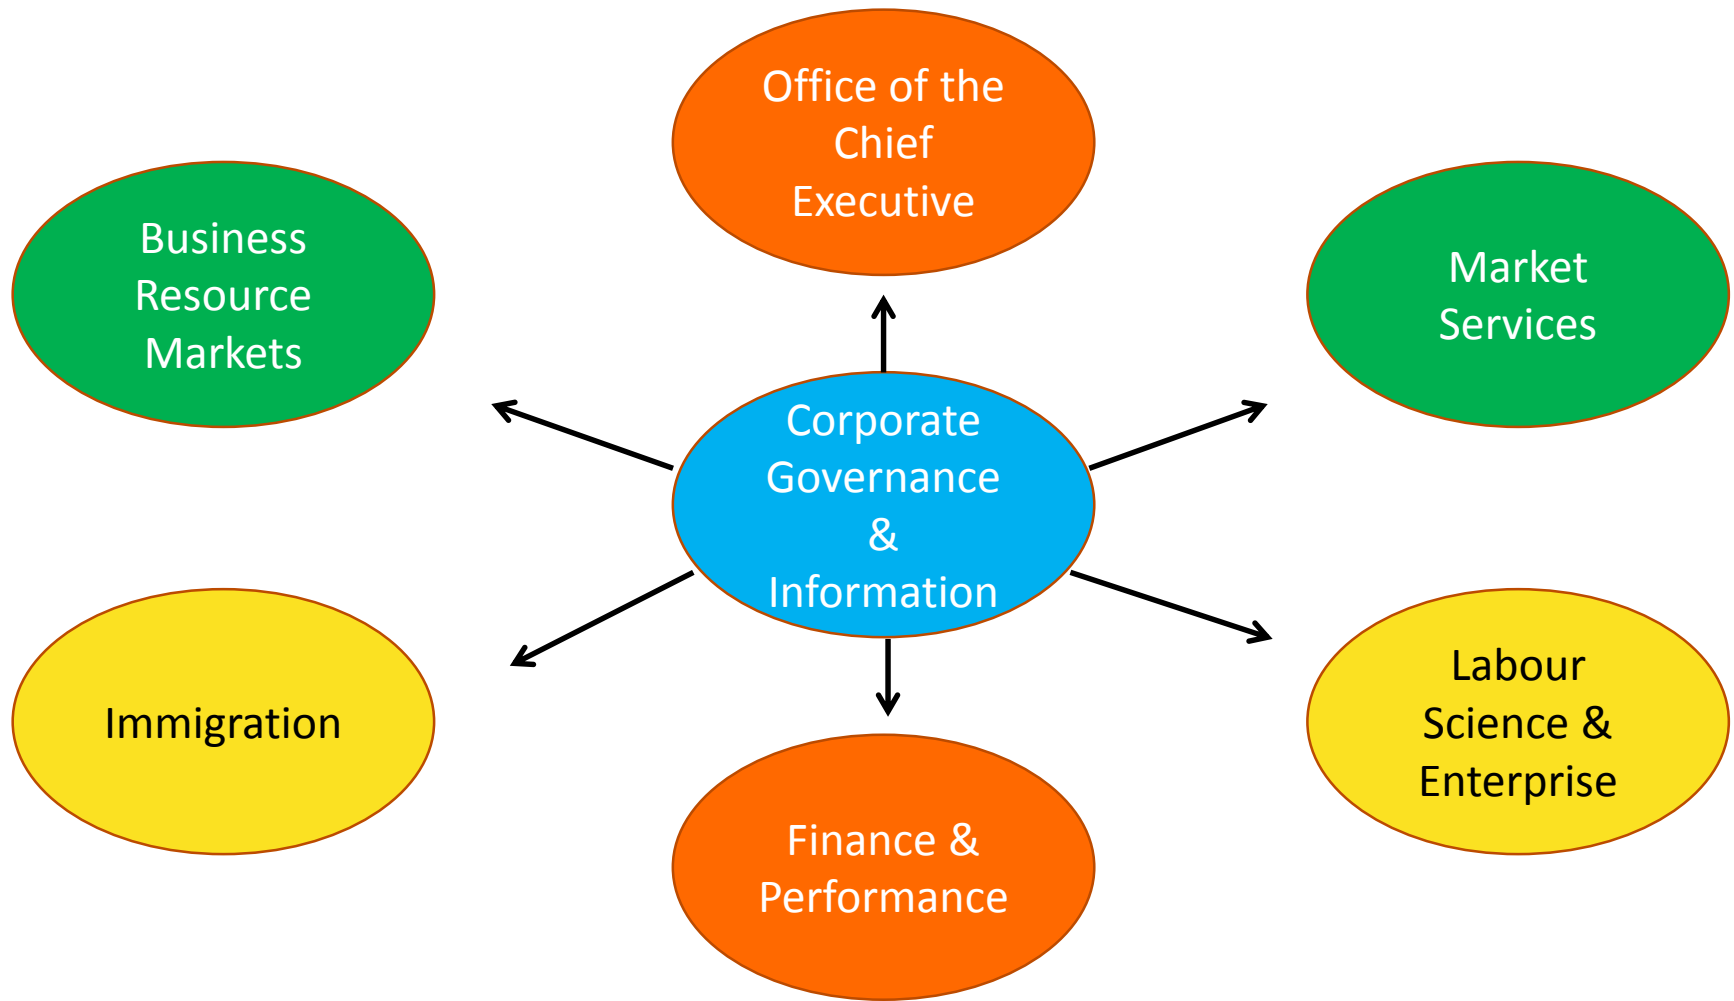 Office of the
Chief
Executive
Business
Resource
Markets
Market
Services
Corporate
Governance
&
Information
Immigration
Labour
Science &
Enterprise
Finance &
Performance